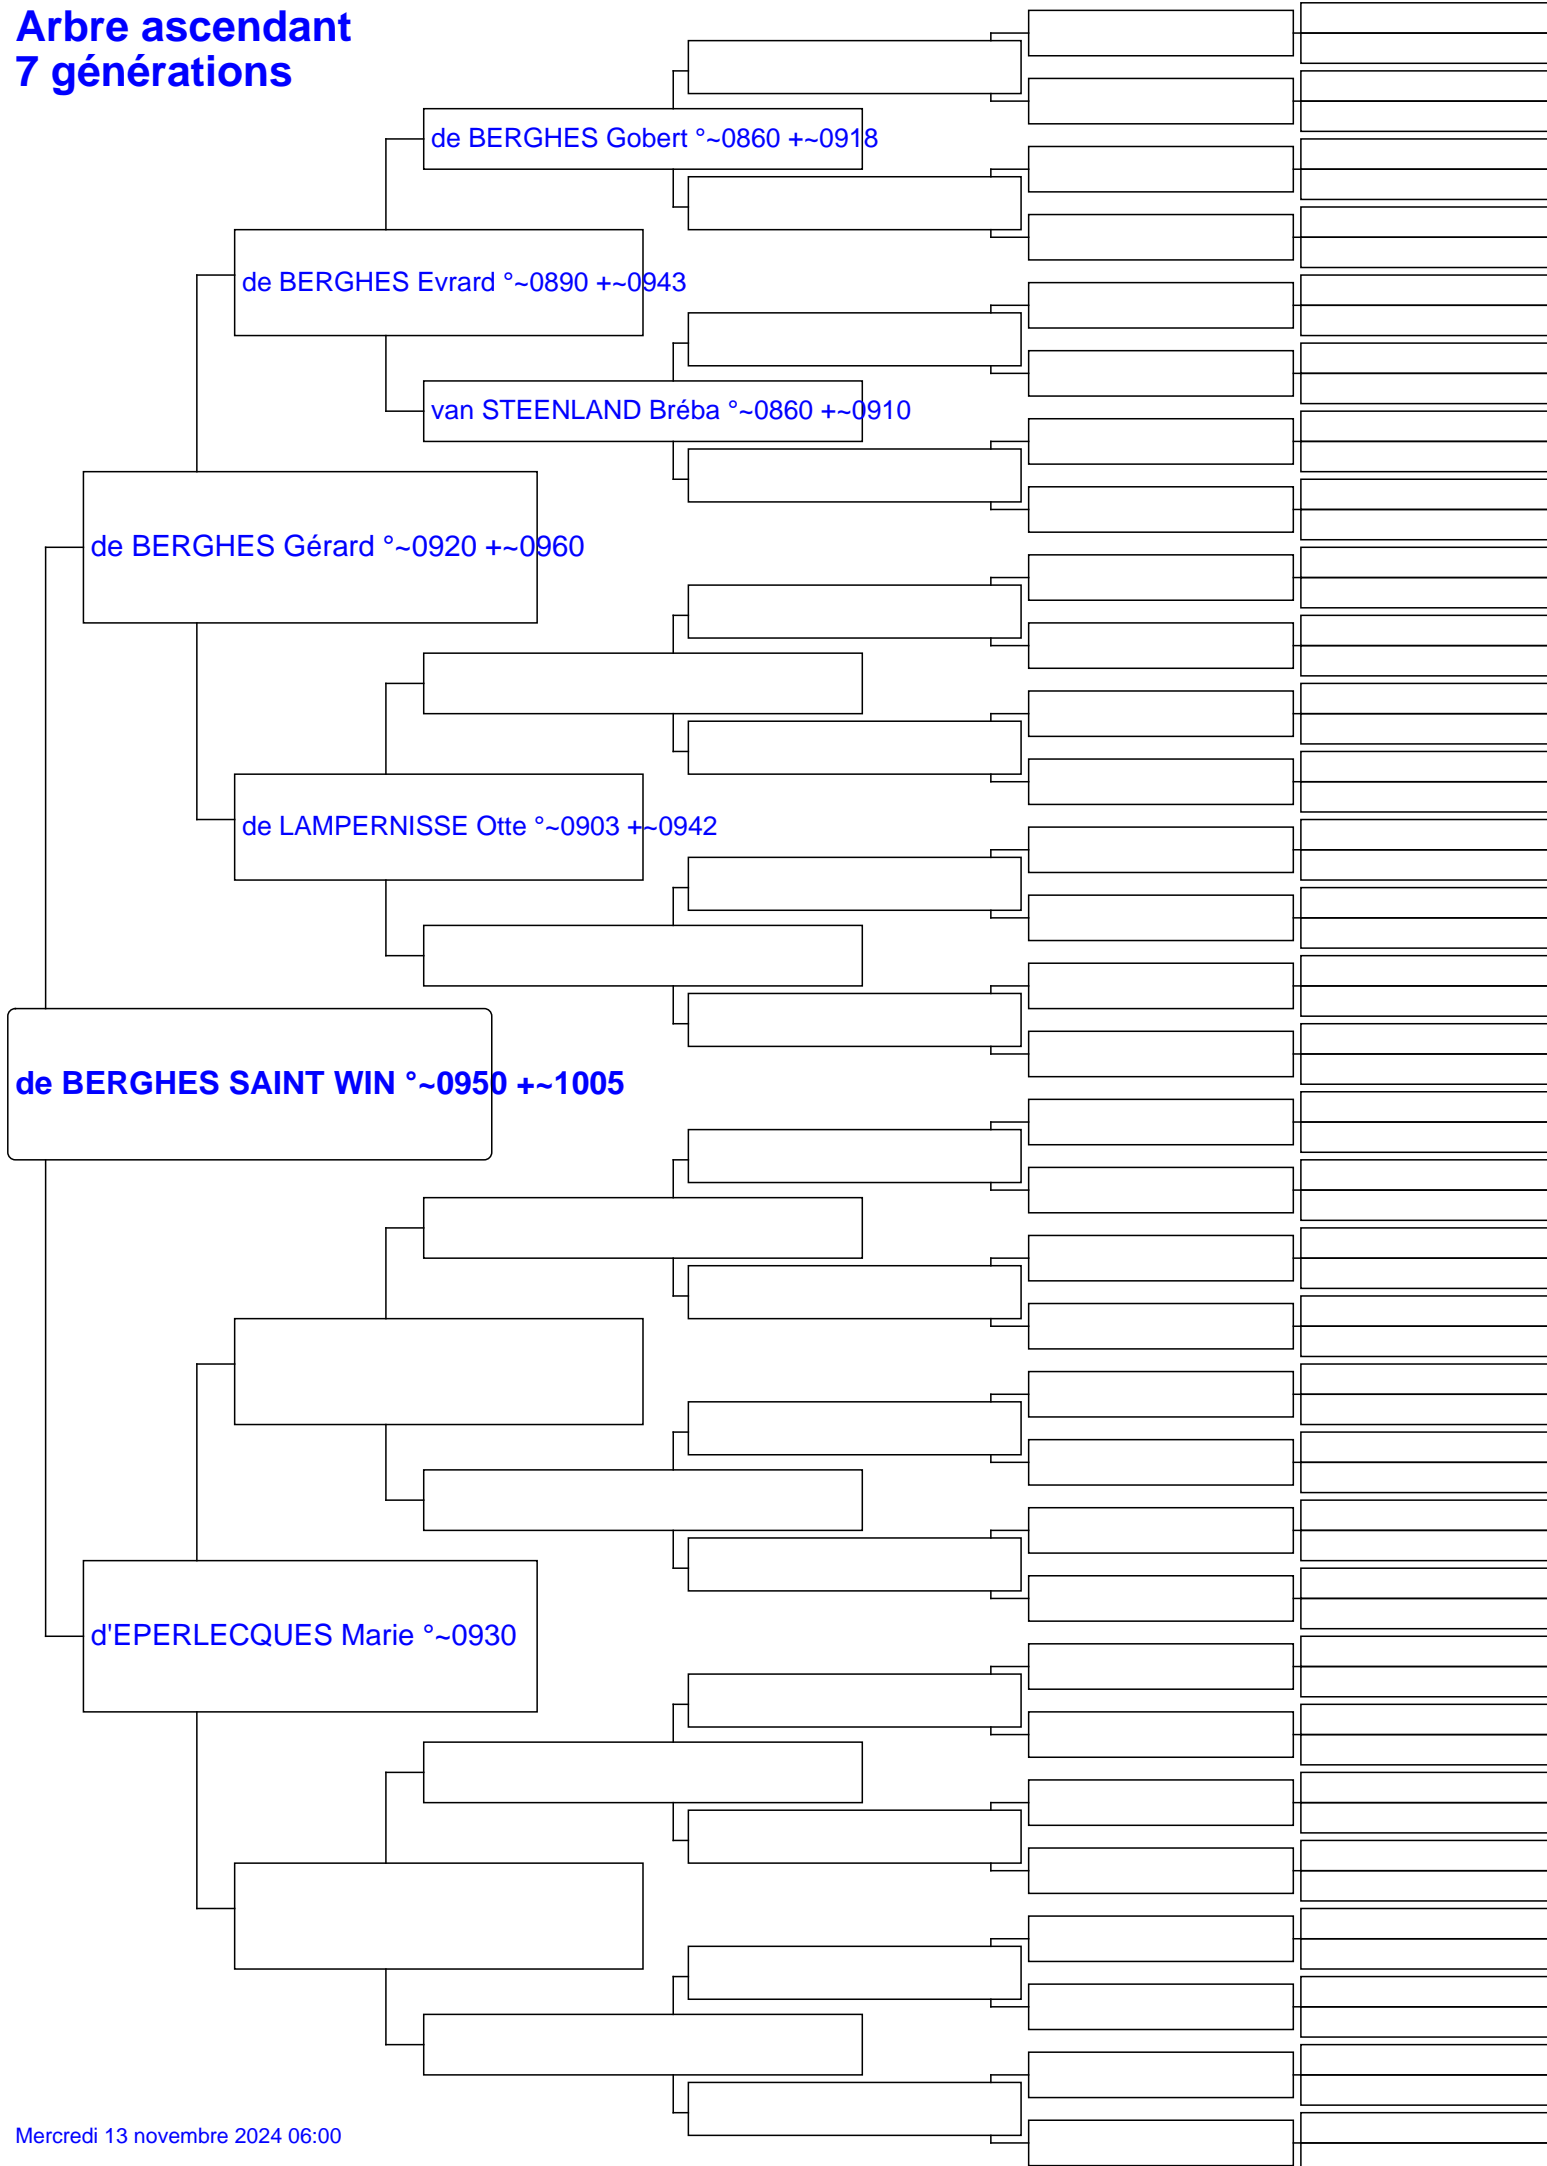 Arbre ascendant
7 générations
de BERGHES Gobert °~0860 +~0918
de BERGHES Evrard °~0890 +~0943
van STEENLAND Bréba °~0860 +~0910
de BERGHES Gérard °~0920 +~0960
de LAMPERNISSE Otte °~0903 +~0942
de BERGHES SAINT WIN °~0950 +~1005
d'EPERLECQUES Marie °~0930
Mercredi 13 novembre 2024 06:00